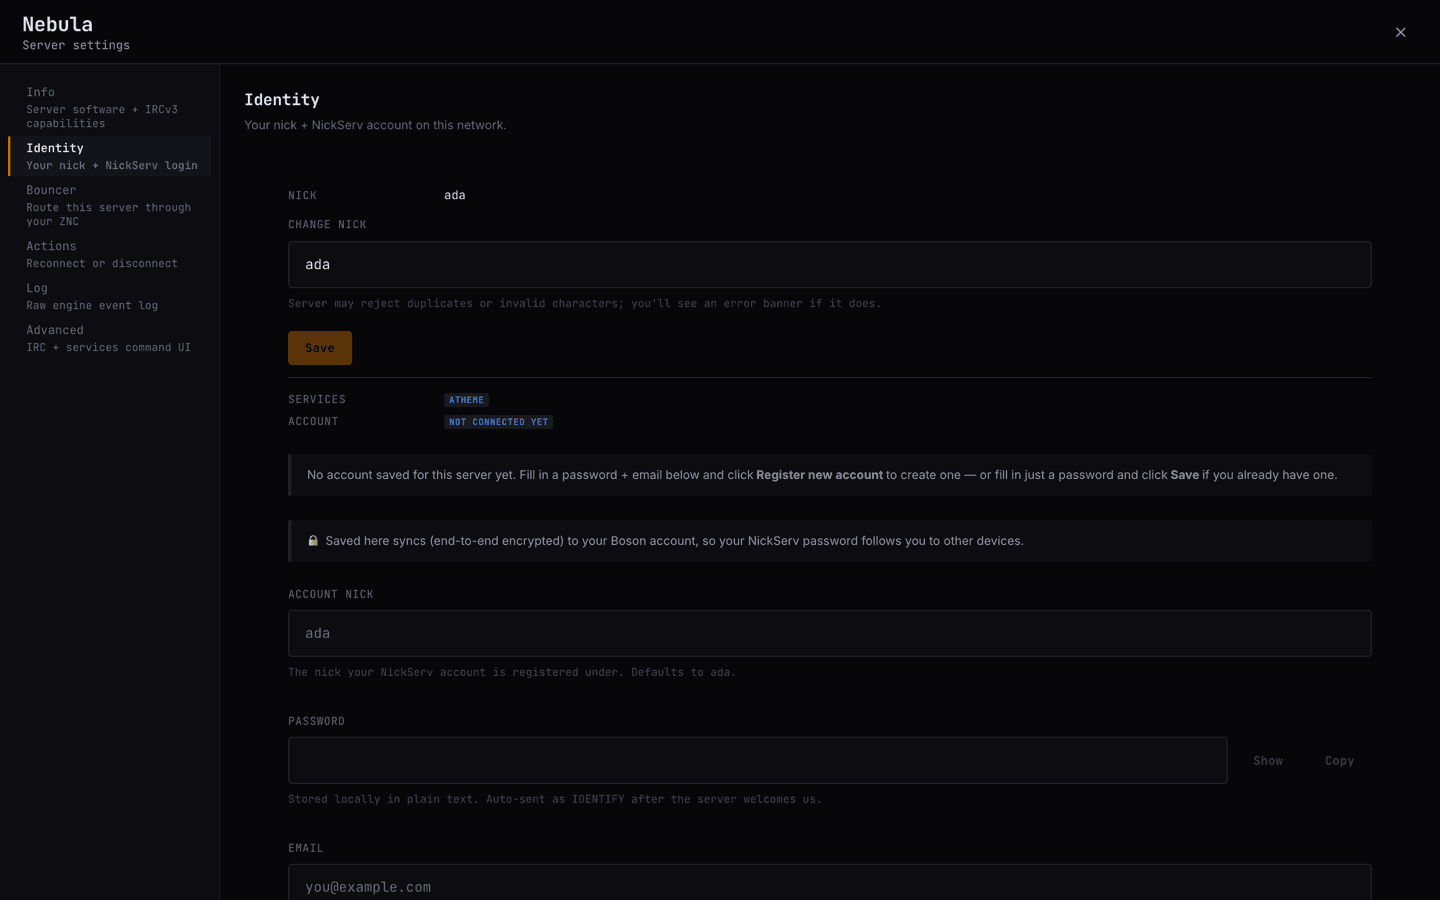 Nebula
Server settings
Info
Server software + IRCv3
capabilities
Identity
Your nick + NickServ login
Bouncer
Route this server through
your ZNC
Actions
Reconnect or disconnect
Log
Raw engine event log
Advanced
IRC + services command UI
Identity
Your nick + NickServ account on this network.
NICK ada
CHANGE NICK
ada
Server may reject duplicates or invalid characters; you'll see an error banner if it does.
Save
SERVICES ATHEME
ACCOUNT NOT CONNECTED YET
No account saved for this server yet. Fill in a password + email below and click Register new account to create one — or fill in just a password and click Save if you already have one.
🔒 Saved here syncs (end-to-end encrypted) to your Boson account, so your NickServ password follows you to other devices.
ACCOUNT NICK
ada
The nick your NickServ account is registered under. Defaults to ada.
PASSWORD
Show Copy
Stored locally in plain text. Auto-sent as IDENTIFY after the server welcomes us.
EMAIL
you@example.com